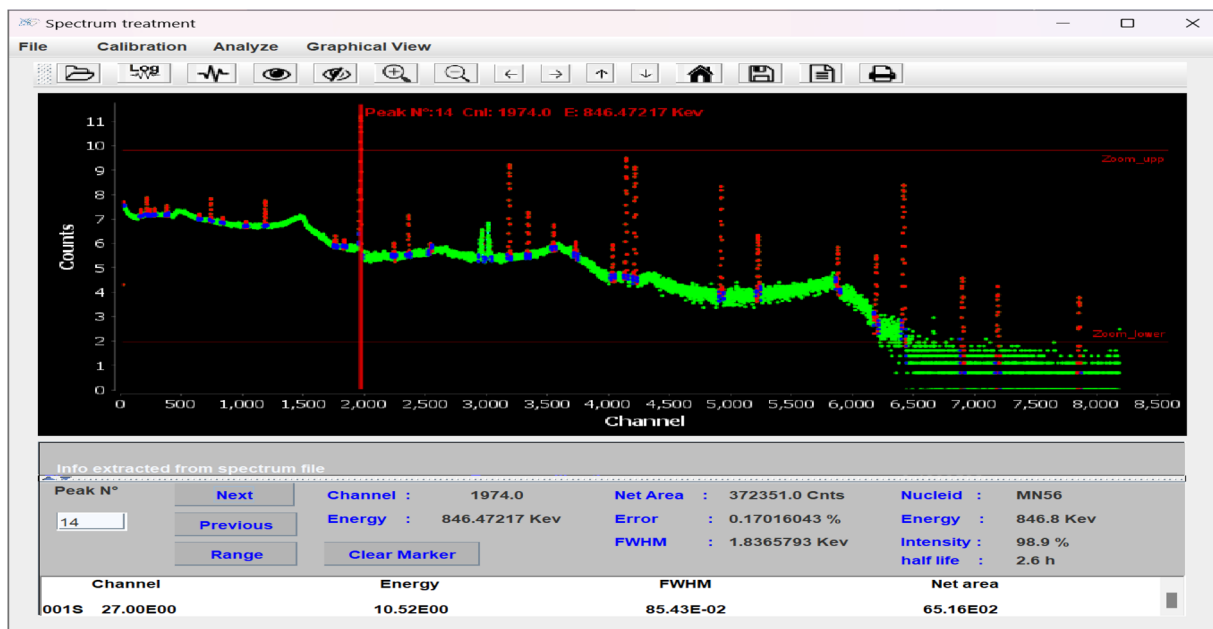 Spectrum treatment
File Calibration Analyze Graphical View
Log
Peak N°:14 Cnl: 1974.0 E: 846.47217 Kev
11
10
Zoom_upp
9
8
7
6
5
4
3
2
Zoom_lower
1
0
Counts
0 500 1,000 1,500 2,000 2,500 3,000 3,500 4,000 4,500 5,000 5,500 6,000 6,500 7,000 7,500 8,000 8,500
Channel
Info extracted from spectrum file
Peak N° Next Channel : 1974.0 Net Area : 372351.0 Cnts Nucleid : MN56
14 Previous Energy : 846.47217 Kev Error : 0.17016043 % Energy : 846.8 Kev
Range Clear Marker FWHM : 1.8365793 Kev Intensity : 98.9 %
half life : 2.6 h
Channel Energy FWHM Net area
001S 27.00E00 10.52E00 85.43E-02 65.16E02